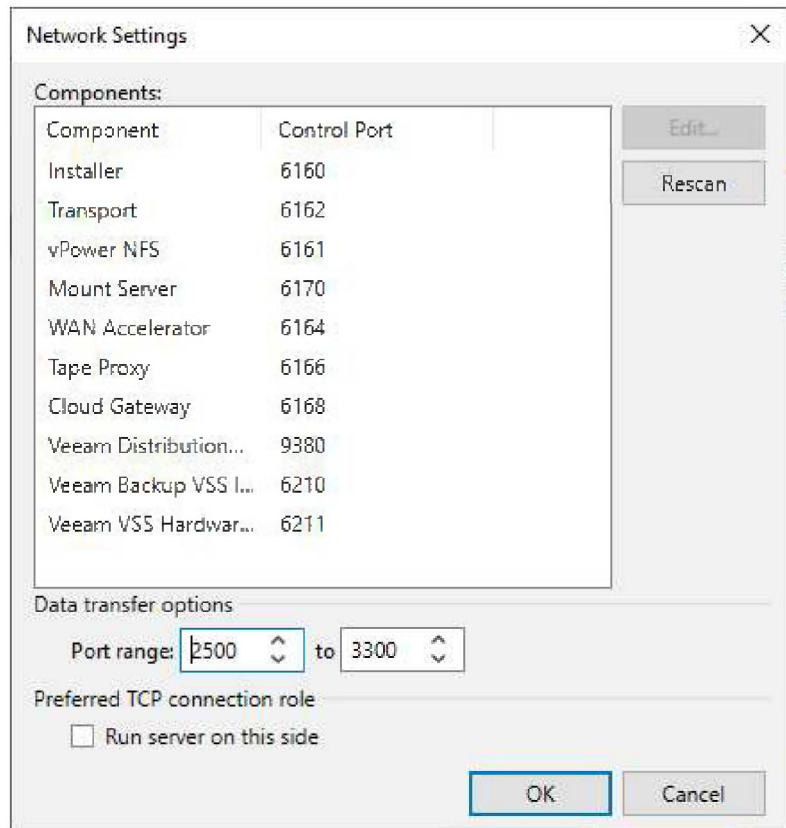 Network Settings
Components:
Component Control Port
Edit...
Installer 6160
Rescan
Transport 6162
vPower NFS 6161
Mount Server 6170
WAN Accelerator 6164
Tape Proxy 6166
Cloud Gateway 6168
Veeam Distribution... 9380
Veeam Backup VSS I... 6210
Veeam VSS Hardwar... 6211
Data transfer options
Port range: 2500 to 3300
Preferred TCP connection role
Run server on this side
OK Cancel